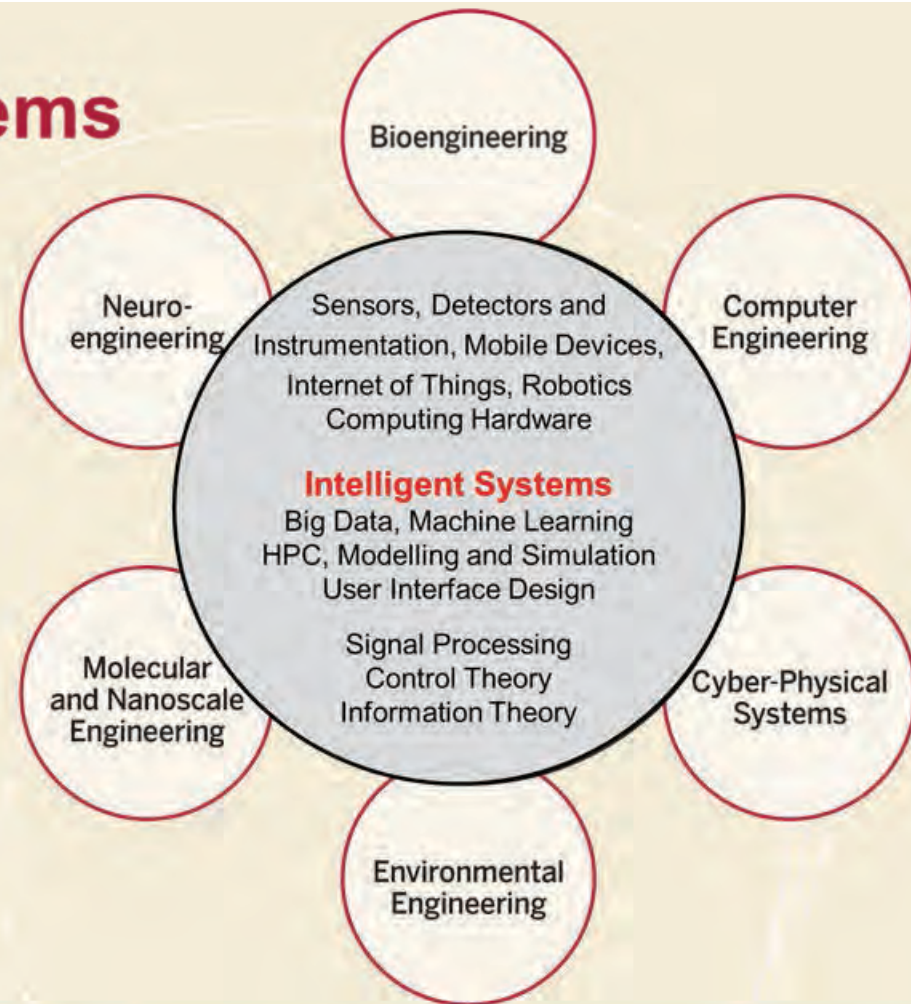 ems
Bioengineering
Neuro-
engineering
Computer
Engineering
Sensors, Detectors and
Instrumentation, Mobile Devices,
Internet of Things, Robotics
Computing Hardware
Intelligent Systems
Big Data, Machine Learning
HPC, Modelling and Simulation
User Interface Design
Signal Processing
Control Theory
Information Theory
Molecular
and Nanoscale
Engineering
Cyber-Physical
Systems
Environmental
Engineering